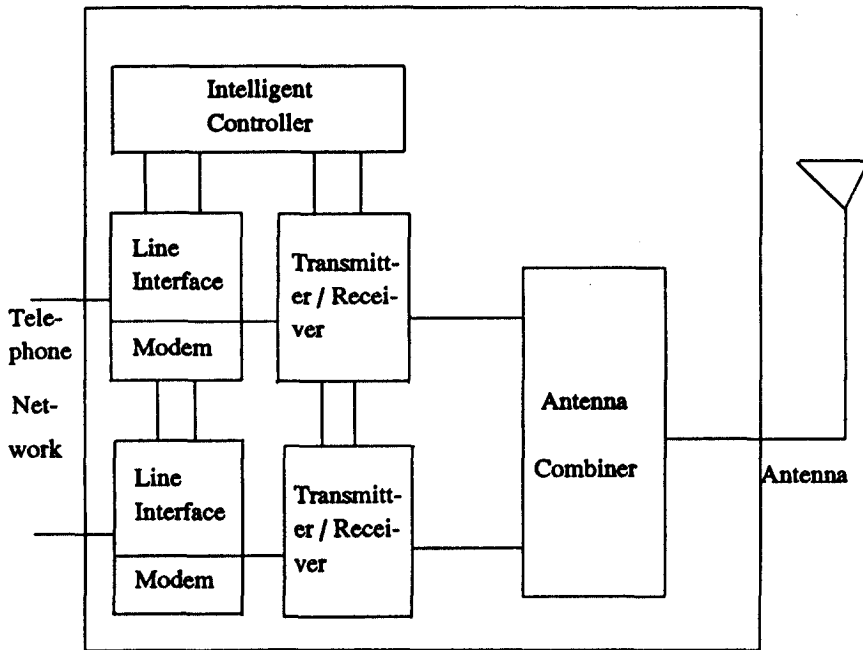 Intelligent
Controller
Line
Interface
Modem
Transmitt-
er / Recei-
ver
Tele-
phone
Net-
work
Line
Interface
Modem
Transmitt-
er / Recei-
ver
Antenna
Combiner
Antenna